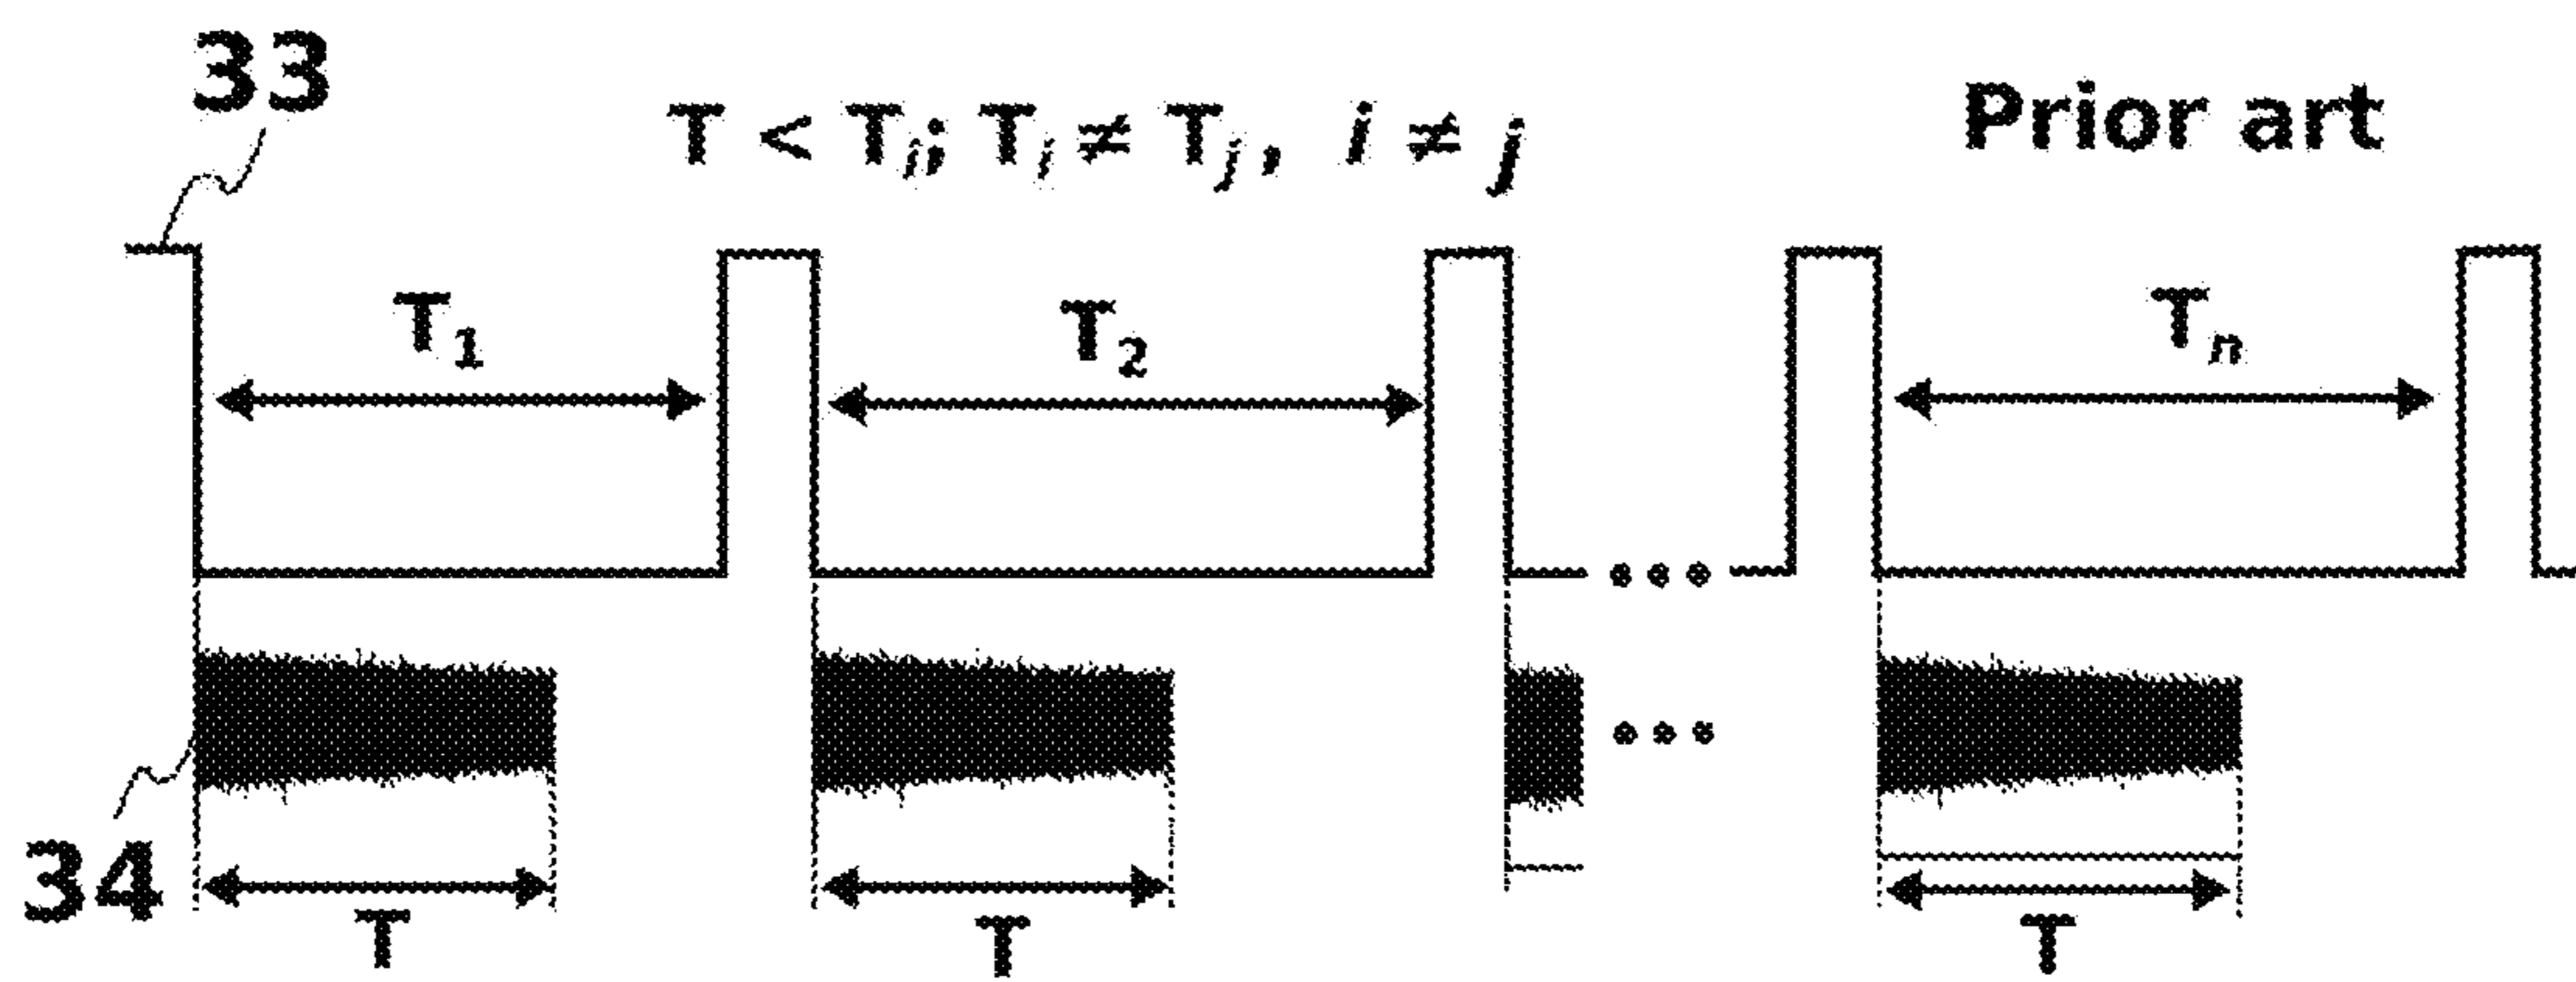 33
T < Tᵢ; Tᵢ ≠ Tⱼ, i ≠ j
Prior art
T₁
T₂
Tₙ
34
T
T
T